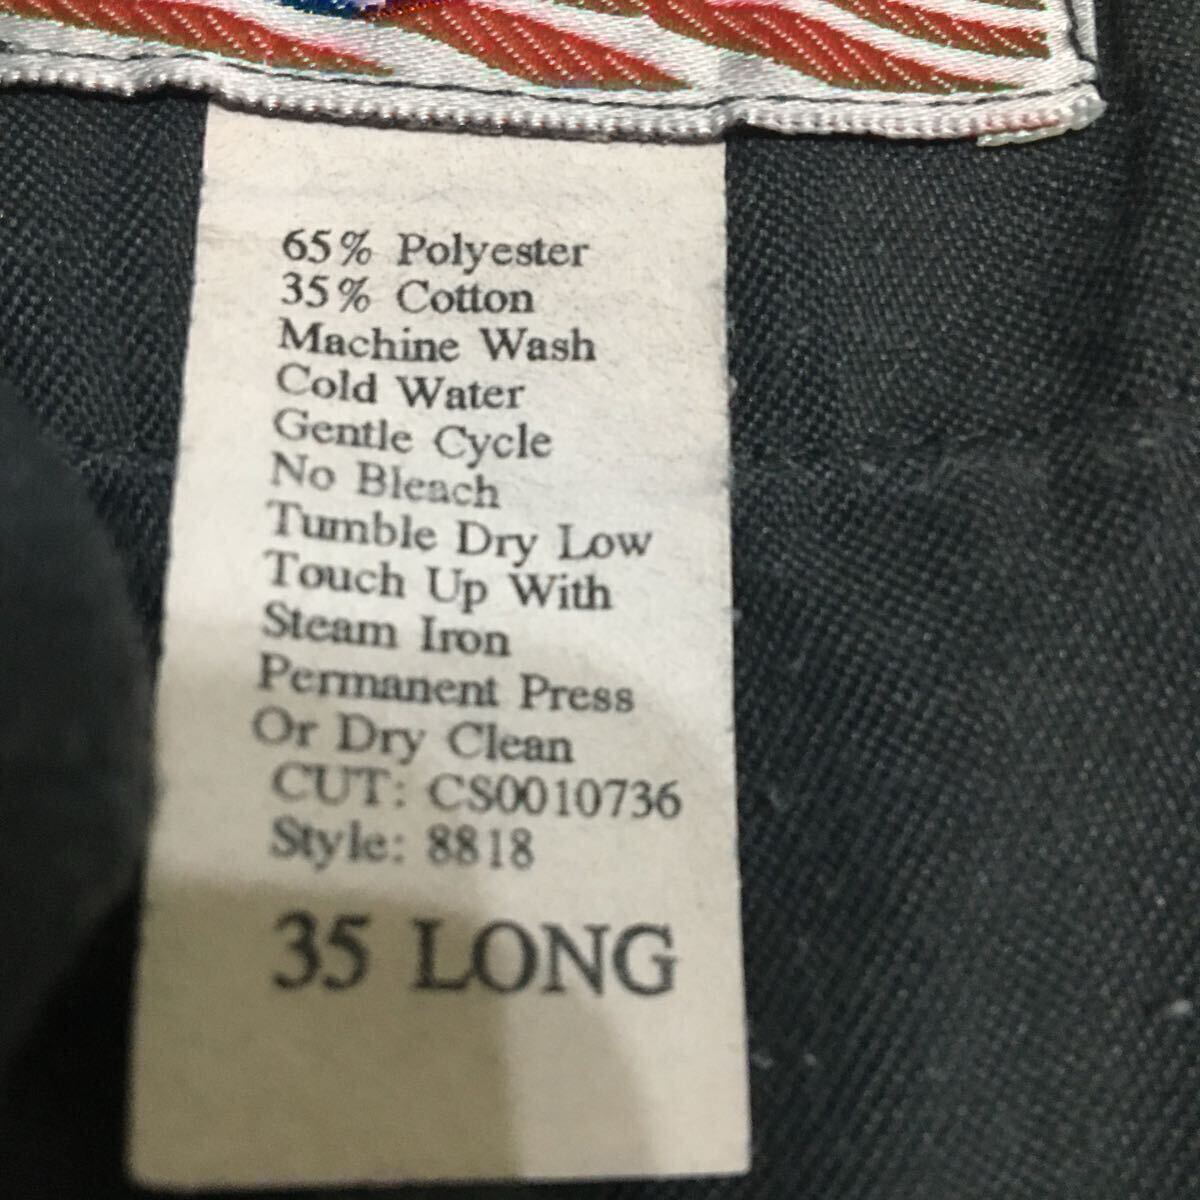 65% Polyester
35% Cotton
Machine Wash
Cold Water
Gentle Cycle
No Bleach
Tumble Dry Low
Touch Up With
Steam Iron
Permanent Press
Or Dry Clean
CUT: CS0010736
Style: 8818
35 LONG